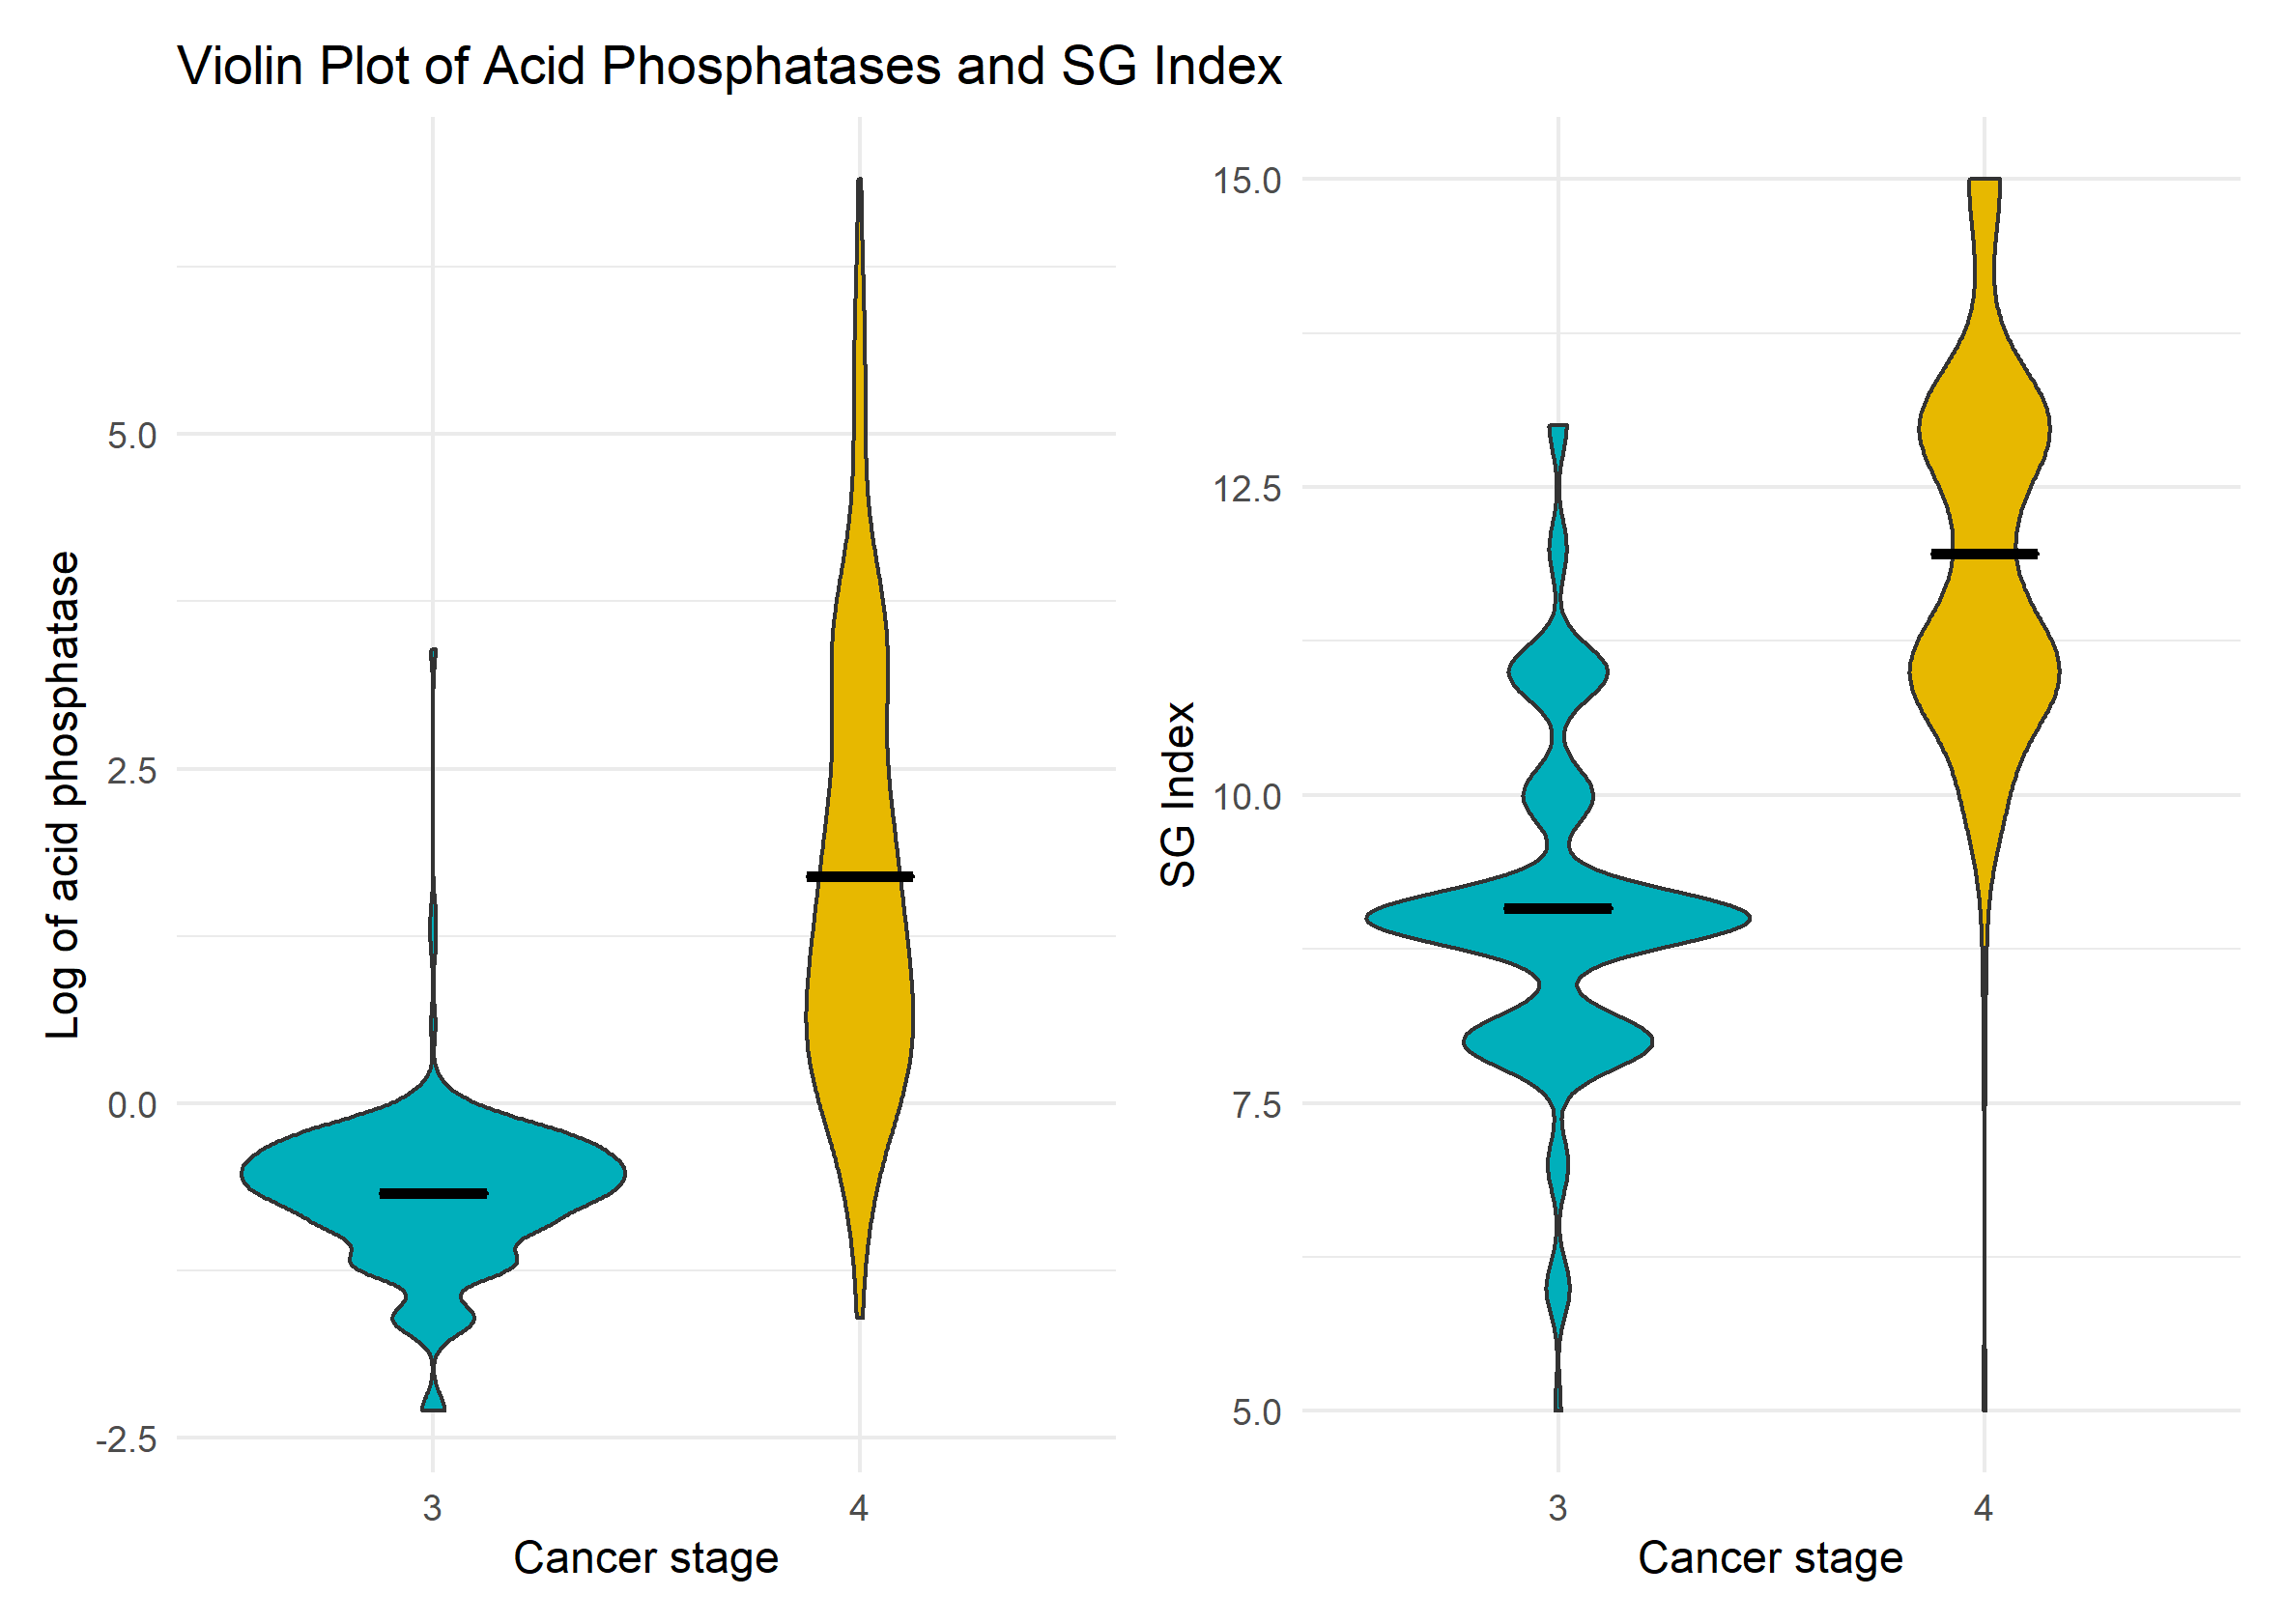 Violin Plot of Acid Phosphatases and SG Index
Log of acid phosphatase
5.0
2.5
0.0
-2.5
3
4
Cancer stage
SG Index
15.0
12.5
10.0
7.5
5.0
3
4
Cancer stage